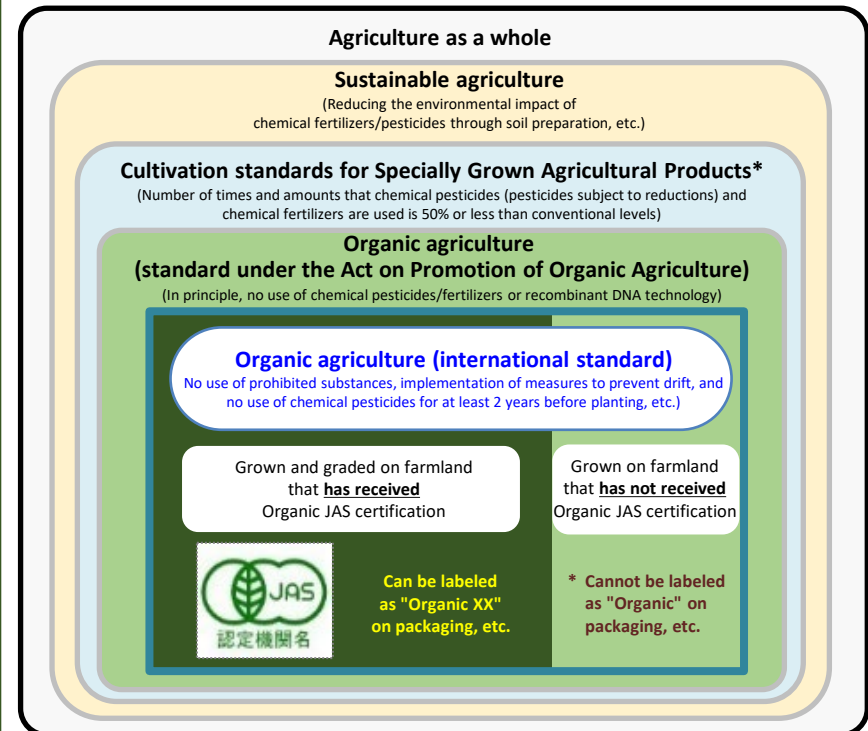 Agriculture as a whole
Sustainable agriculture
(Reducing the environmental impact of
chemical fertilizers/pesticides through soil preparation, etc.)
Cultivation standards for Specially Grown Agricultural Products*
(Number of times and amounts that chemical pesticides (pesticides subject to reductions) and
chemical fertilizers are used is 50% or less than conventional levels)
Organic agriculture
(standard under the Act on Promotion of Organic Agriculture)
(In principle, no use of chemical pesticides/fertilizers or recombinant DNA technology)
Organic agriculture (international standard)
No use of prohibited substances, implementation of measures to prevent drift, and
no use of chemical pesticides for at least 2 years before planting, etc.)
Grown and graded on farmland
that has received
Organic JAS certification
Grown on farmland
that has not received
Organic JAS certification
JAS
認定機関名
Can be labeled
as "Organic XX"
on packaging, etc.
* Cannot be labeled
as "Organic" on
packaging, etc.